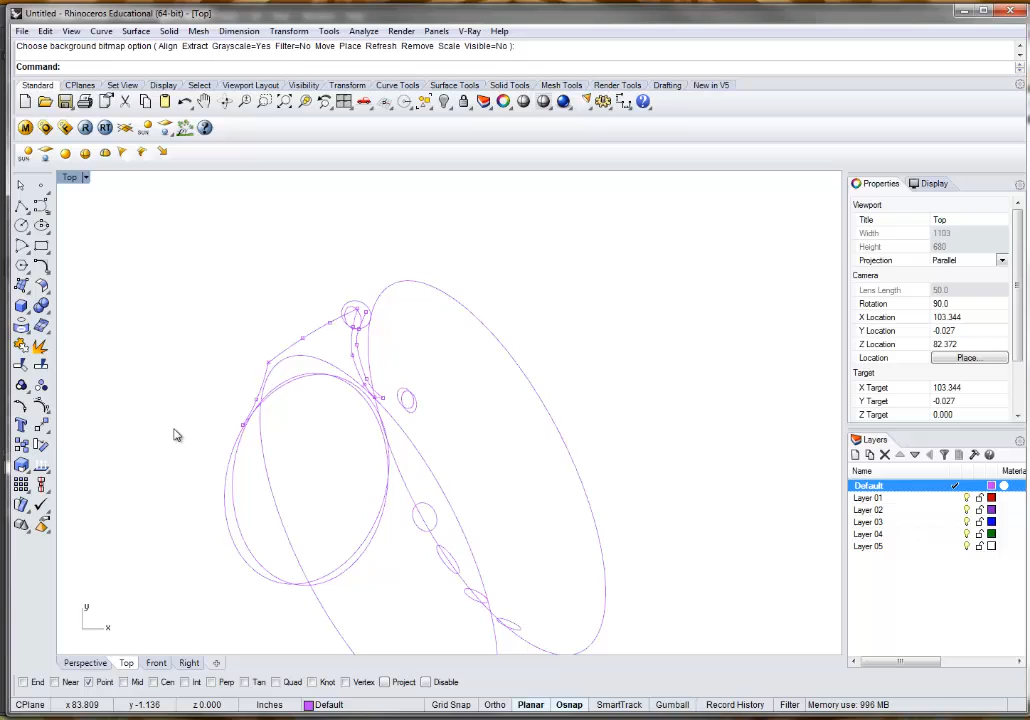 Untitled - Rhinoceros Educational (64-bit) - [Top]
File Edit View Curve Surface Solid Mesh Dimension Transform Tools Analyze Render Panels V-Ray Help
Choose background bitmap option ( Align Extract Grayscale=Yes Filter=No Move Place Refresh Remove Scale Visible=No ):
Command:
Standard CPlanes Set View Display Select Viewport Layout Visibility Transform Curve Tools Surface Tools Solid Tools Mesh Tools Render Tools Drafting New in V5
M R RT SUN
SUN
Top
Properties Display
Viewport
Title Top
Width 1103
Height 680
Projection Parallel
Camera
Lens Length 50.0
Rotation 90.0
X Location 103.344
Y Location -0.027
Z Location 82.372
Location Place...
Target
X Target 103.344
Y Target -0.027
Z Target 0.000
Layers
Name Materia
Default
Layer 01
Layer 02
Layer 03
Layer 04
Layer 05
y
x
Perspective Top Front Right
End Near Point Mid Cen Int Perp Tan Quad Knot Vertex Project Disable
CPlane x 83.809 y -1.136 z 0.000 Inches Default Grid Snap Ortho Planar Osnap SmartTrack Gumball Record History Filter Memory use: 996 MB